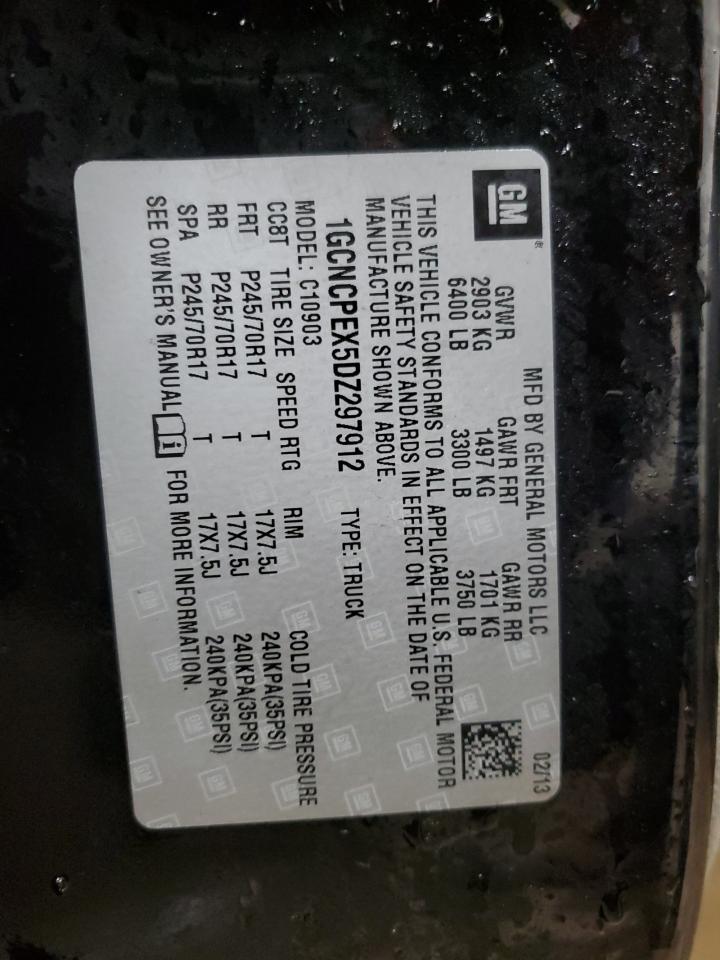 GM®
MFD BY GENERAL MOTORS LLC 02/13
GVWR GAWR FRT GAWR RR
2903 KG 1497 KG 1701 KG
6400 LB 3300 LB 3750 LB
THIS VEHICLE CONFORMS TO ALL APPLICABLE U.S. FEDERAL MOTOR
VEHICLE SAFETY STANDARDS IN EFFECT ON THE DATE OF
MANUFACTURE SHOWN ABOVE.
1GCNCPEX5DZ297912 TYPE: TRUCK
MODEL: C10903
CC8T TIRE SIZE SPEED RTG RIM COLD TIRE PRESSURE
FRT P245/70R17 T 17X7.5J 240KPA(35PSI)
RR P245/70R17 T 17X7.5J 240KPA(35PSI)
SPA P245/70R17 T 17X7.5J 240KPA(35PSI)
SEE OWNER'S MANUAL i FOR MORE INFORMATION.